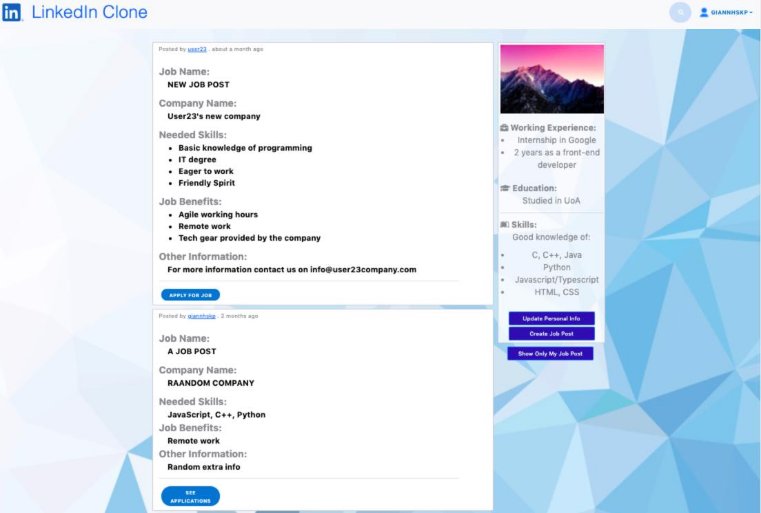 in LinkedIn Clone
GIANNHSKP
Posted by user23 . about a month ago
Job Name:
NEW JOB POST
Company Name:
User23's new company
Needed Skills:
• Basic knowledge of programming
• IT degree
• Eager to work
• Friendly Spirit
Job Benefits:
• Agile working hours
• Remote work
• Tech gear provided by the company
Other Information:
For more information contact us on info@user23company.com
APPLY FOR JOB
Posted by giannhskp . 2 months ago
Job Name:
A JOB POST
Company Name:
RAANDOM COMPANY
Needed Skills:
JavaScript, C++, Python
Job Benefits:
Remote work
Other Information:
Random extra info
SEE
APPLICATIONS
Working Experience:
• Internship in Google
• 2 years as a front-end
developer
Education:
Studied in UoA
Skills:
Good knowledge of:
• C, C++, Java
• Python
• Javascript/Typescript
• HTML, CSS
Update Personal Info
Create Job Post
Show Only My Job Post